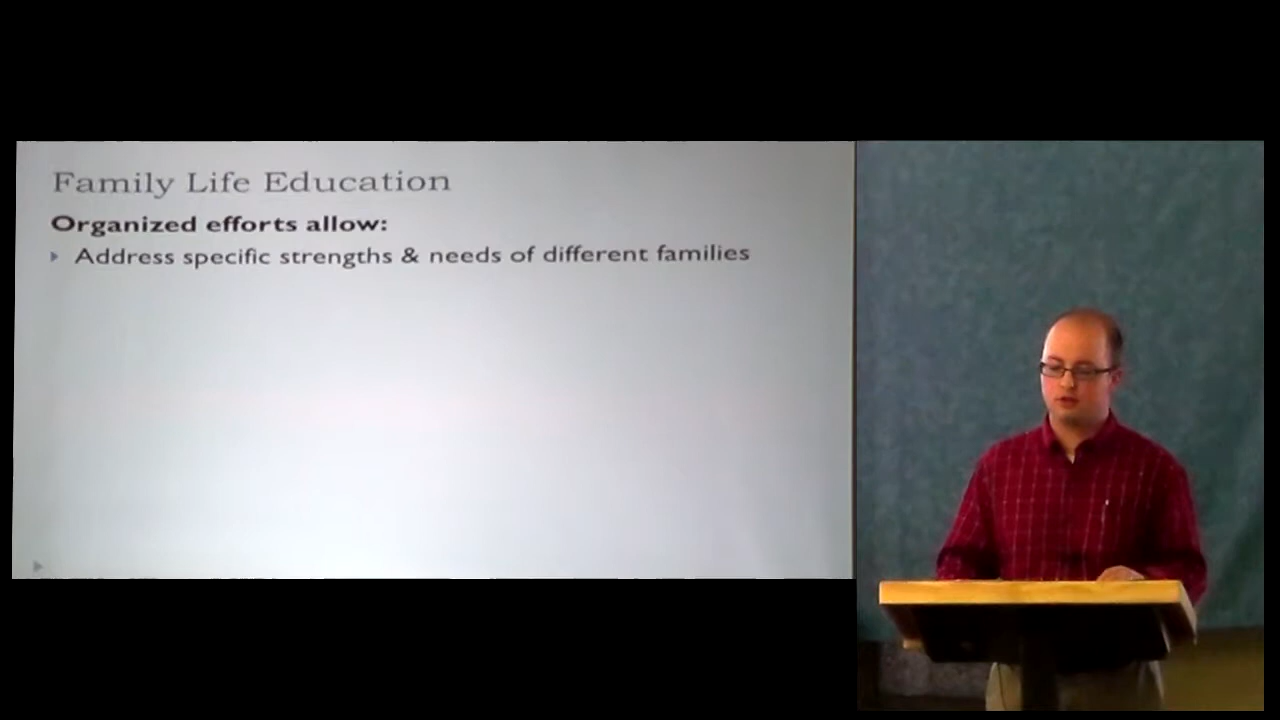 Family Life Education
Organized efforts allow:
Address specific strengths & needs of different families